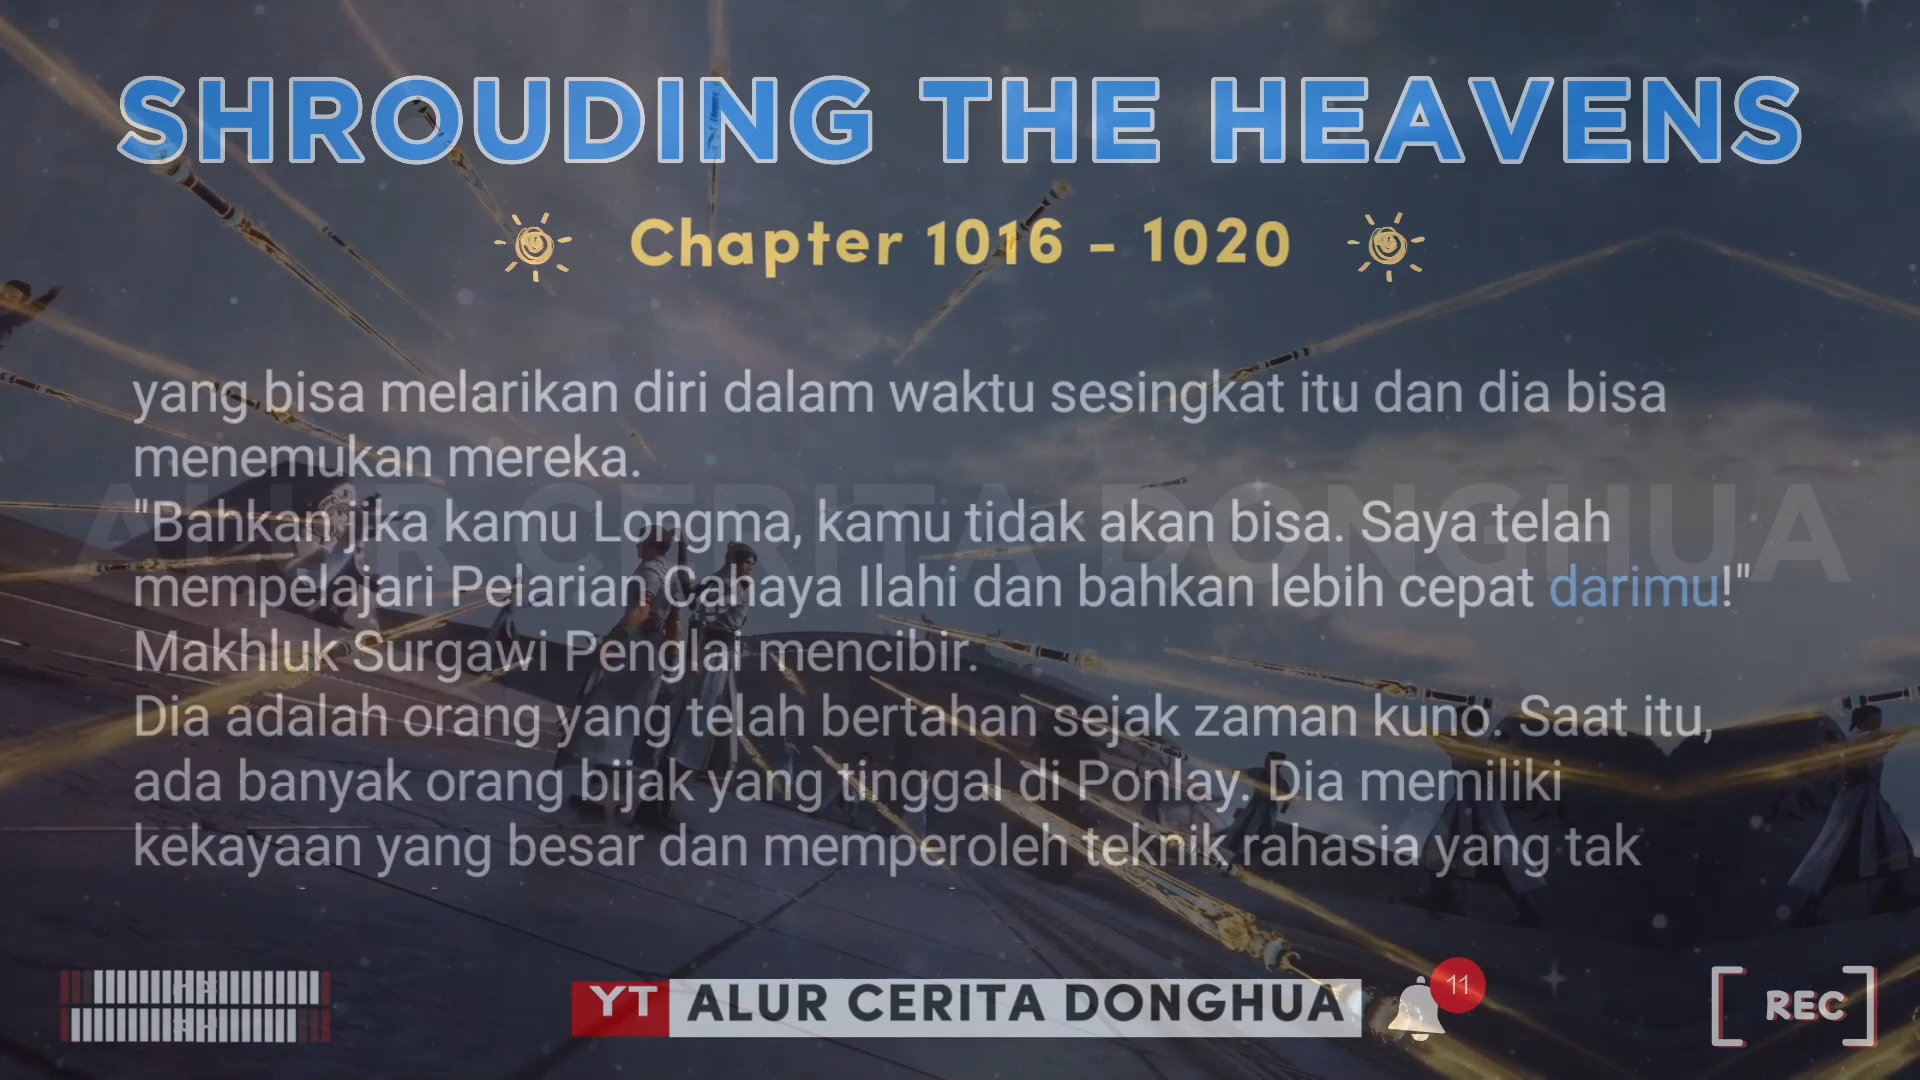 SHROUDING THE HEAVENS
Chapter 1016 - 1020
yang bisa melarikan diri dalam waktu sesingkat itu dan dia bisa
menemukan mereka.
"Bahkan jika kamu Longma, kamu tidak akan bisa. Saya telah
mempelajari Pelarian Cahaya Ilahi dan bahkan lebih cepat darimu!"
Makhluk Surgawi Penglai mencibir.
Dia adalah orang yang telah bertahan sejak zaman kuno. Saat itu,
ada banyak orang bijak yang tinggal di Ponlay. Dia memiliki
kekayaan yang besar dan memperoleh teknik rahasia yang tak
ALUR CERITA DONGHUA
YT ALUR CERITA DONGHUA
11
REC